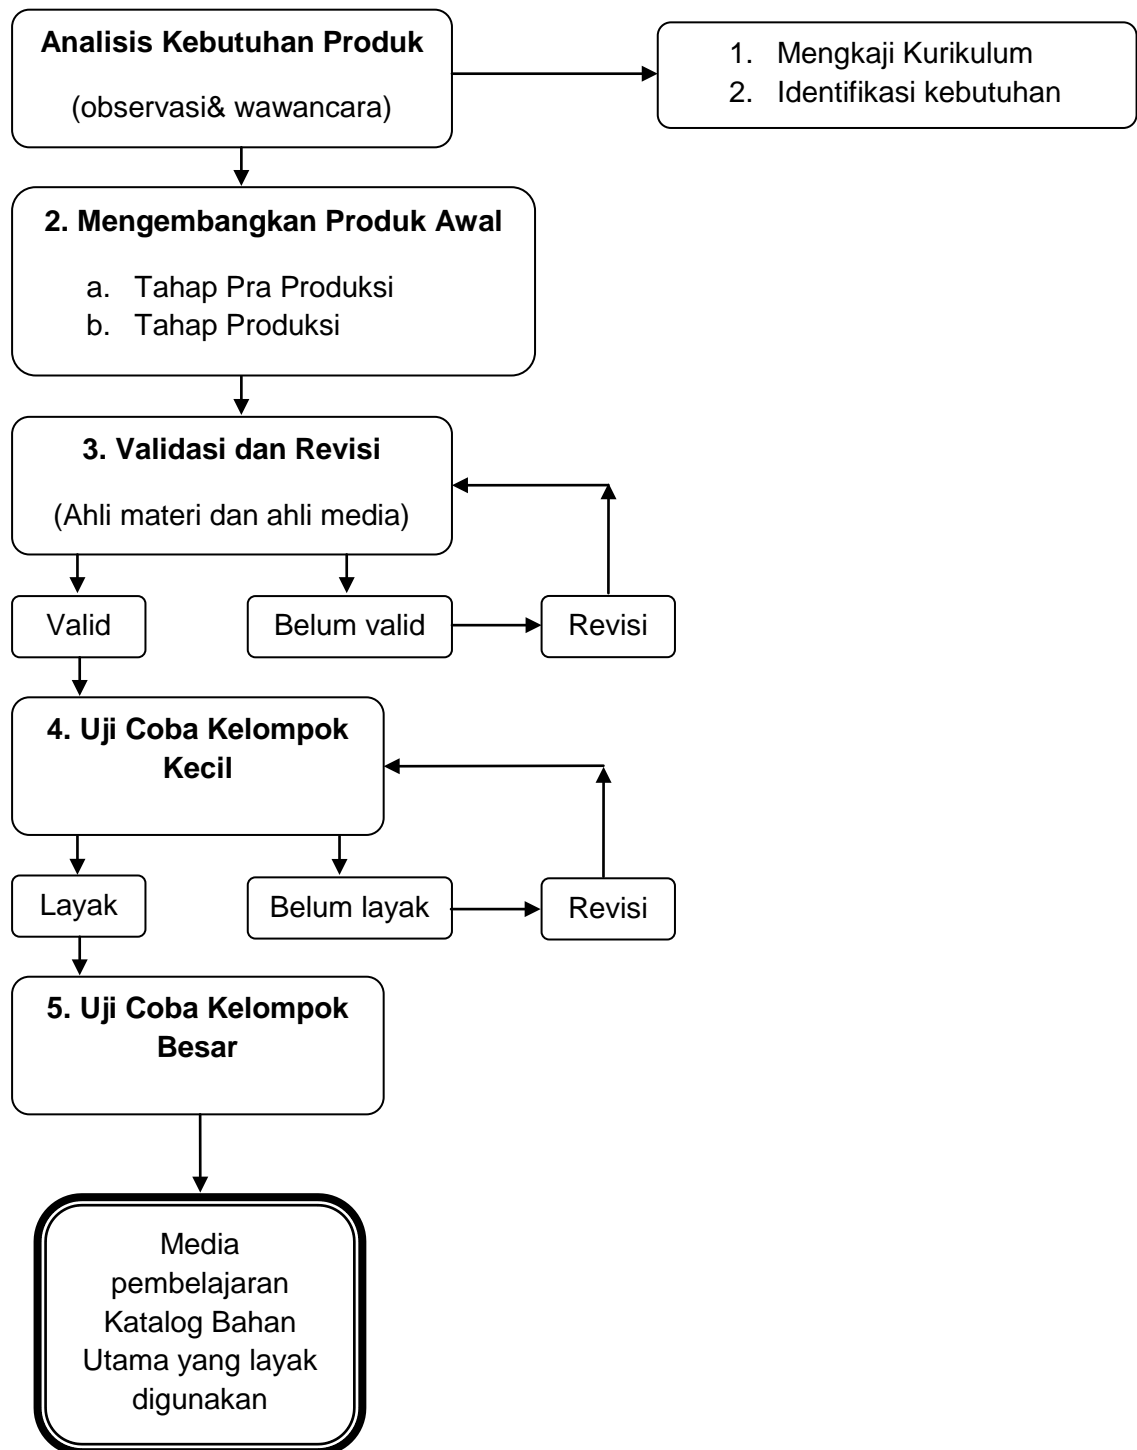 Analisis Kebutuhan Produk
(observasi& wawancara)
1. Mengkaji Kurikulum
2. Identifikasi kebutuhan
2. Mengembangkan Produk Awal
a. Tahap Pra Produksi
b. Tahap Produksi
3. Validasi dan Revisi
(Ahli materi dan ahli media)
Valid
Belum valid
Revisi
4. Uji Coba Kelompok
Kecil
Layak
Belum layak
Revisi
5. Uji Coba Kelompok
Besar
Media
pembelajaran
Katalog Bahan
Utama yang layak
digunakan